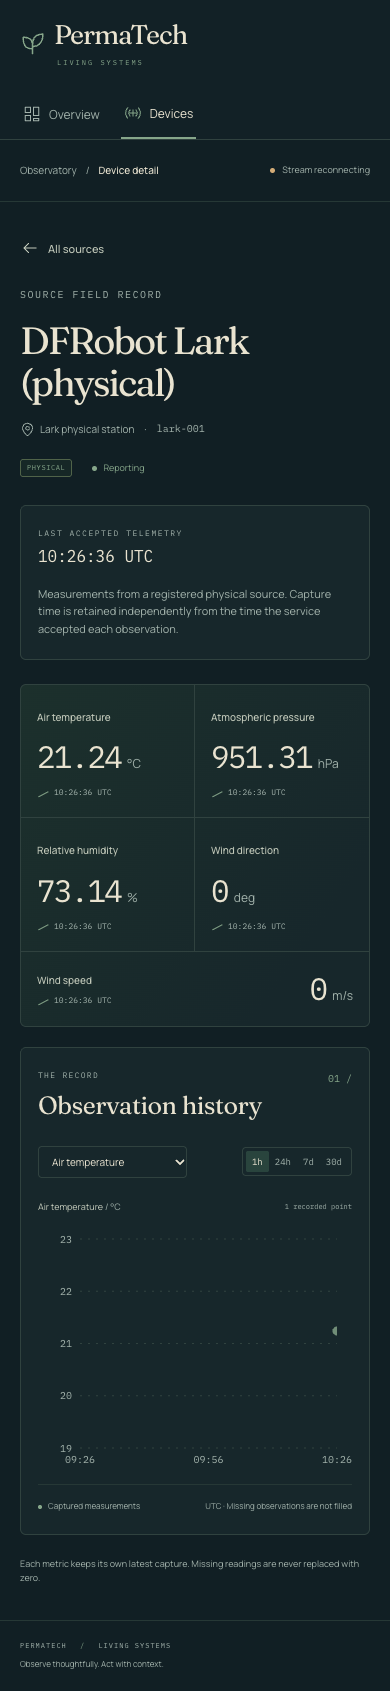 PermaTech
LIVING SYSTEMS
Overview
Devices
Observatory / Device detail
Stream reconnecting
All sources
SOURCE FIELD RECORD
DFRobot Lark
(physical)
Lark physical station · lark-001
PHYSICAL
Reporting
LAST ACCEPTED TELEMETRY
10:26:36 UTC
Measurements from a registered physical source. Capture
time is retained independently from the time the service
accepted each observation.
Air temperature
21.24 °C
10:26:36 UTC
Atmospheric pressure
951.31 hPa
10:26:36 UTC
Relative humidity
73.14 %
10:26:36 UTC
Wind direction
0 deg
10:26:36 UTC
Wind speed
10:26:36 UTC
0 m/s
THE RECORD
01 /
Observation history
Air temperature
1h 24h 7d 30d
Air temperature / °C
1 recorded point
23
22
21
20
19
09:26 09:56 10:26
Captured measurements
UTC · Missing observations are not filled
Each metric keeps its own latest capture. Missing readings are never replaced with
zero.
PERMATECH / LIVING SYSTEMS
Observe thoughtfully. Act with context.